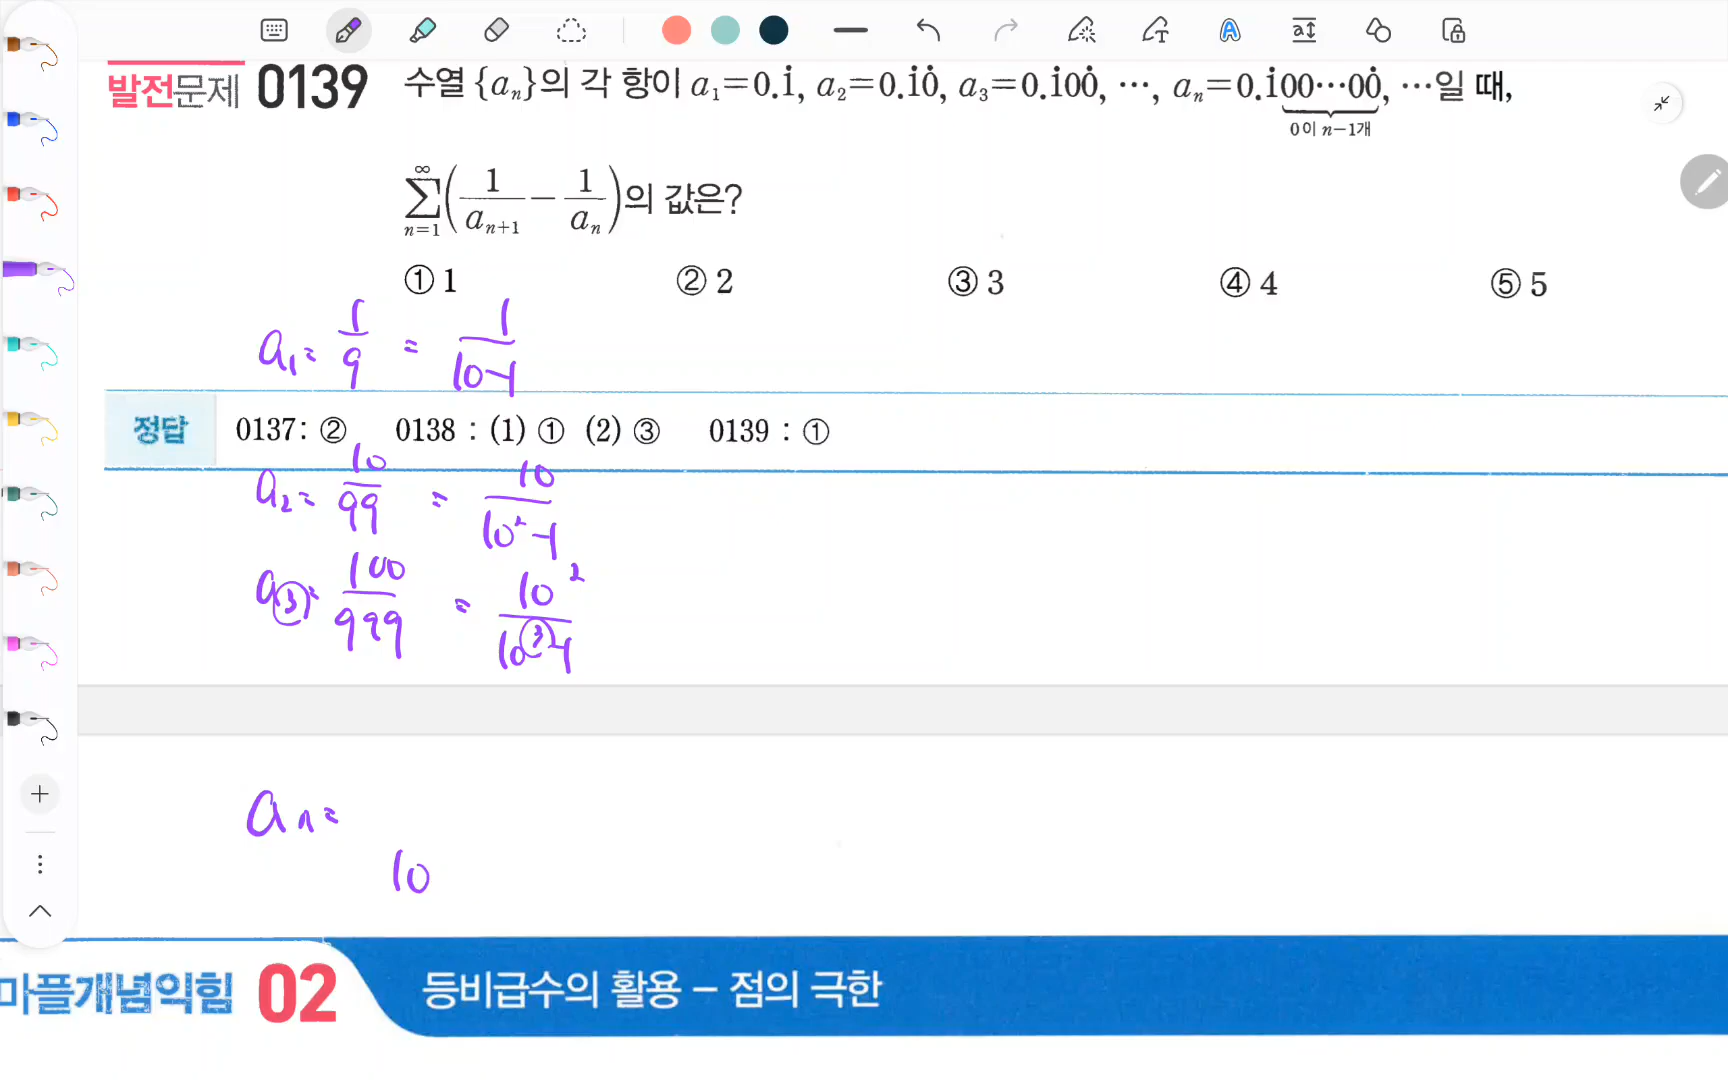 발전문제 0139 수열 {aₙ}의 각 항이 a₁=0.1̇, a₂=0.1̇0̇, a₃=0.1̇00̇, ⋯, aₙ=0.1̇00⋯00̇, ⋯일 때,
0이 n−1개
∑_{n=1}^{∞}(1/aₙ₊₁ − 1/aₙ)의 값은?
① 1 ② 2 ③ 3 ④ 4 ⑤ 5
a₁= 1/9 = 1/(10-1)
정답 0137: ② 0138 : (1) ① (2) ③ 0139 : ①
a₂= 10/99 = 10/(10²-1)
a₃= 100/999 = 10²/(10³-1)
aₙ=
10
마플개념익힘 02 등비급수의 활용 – 점의 극한